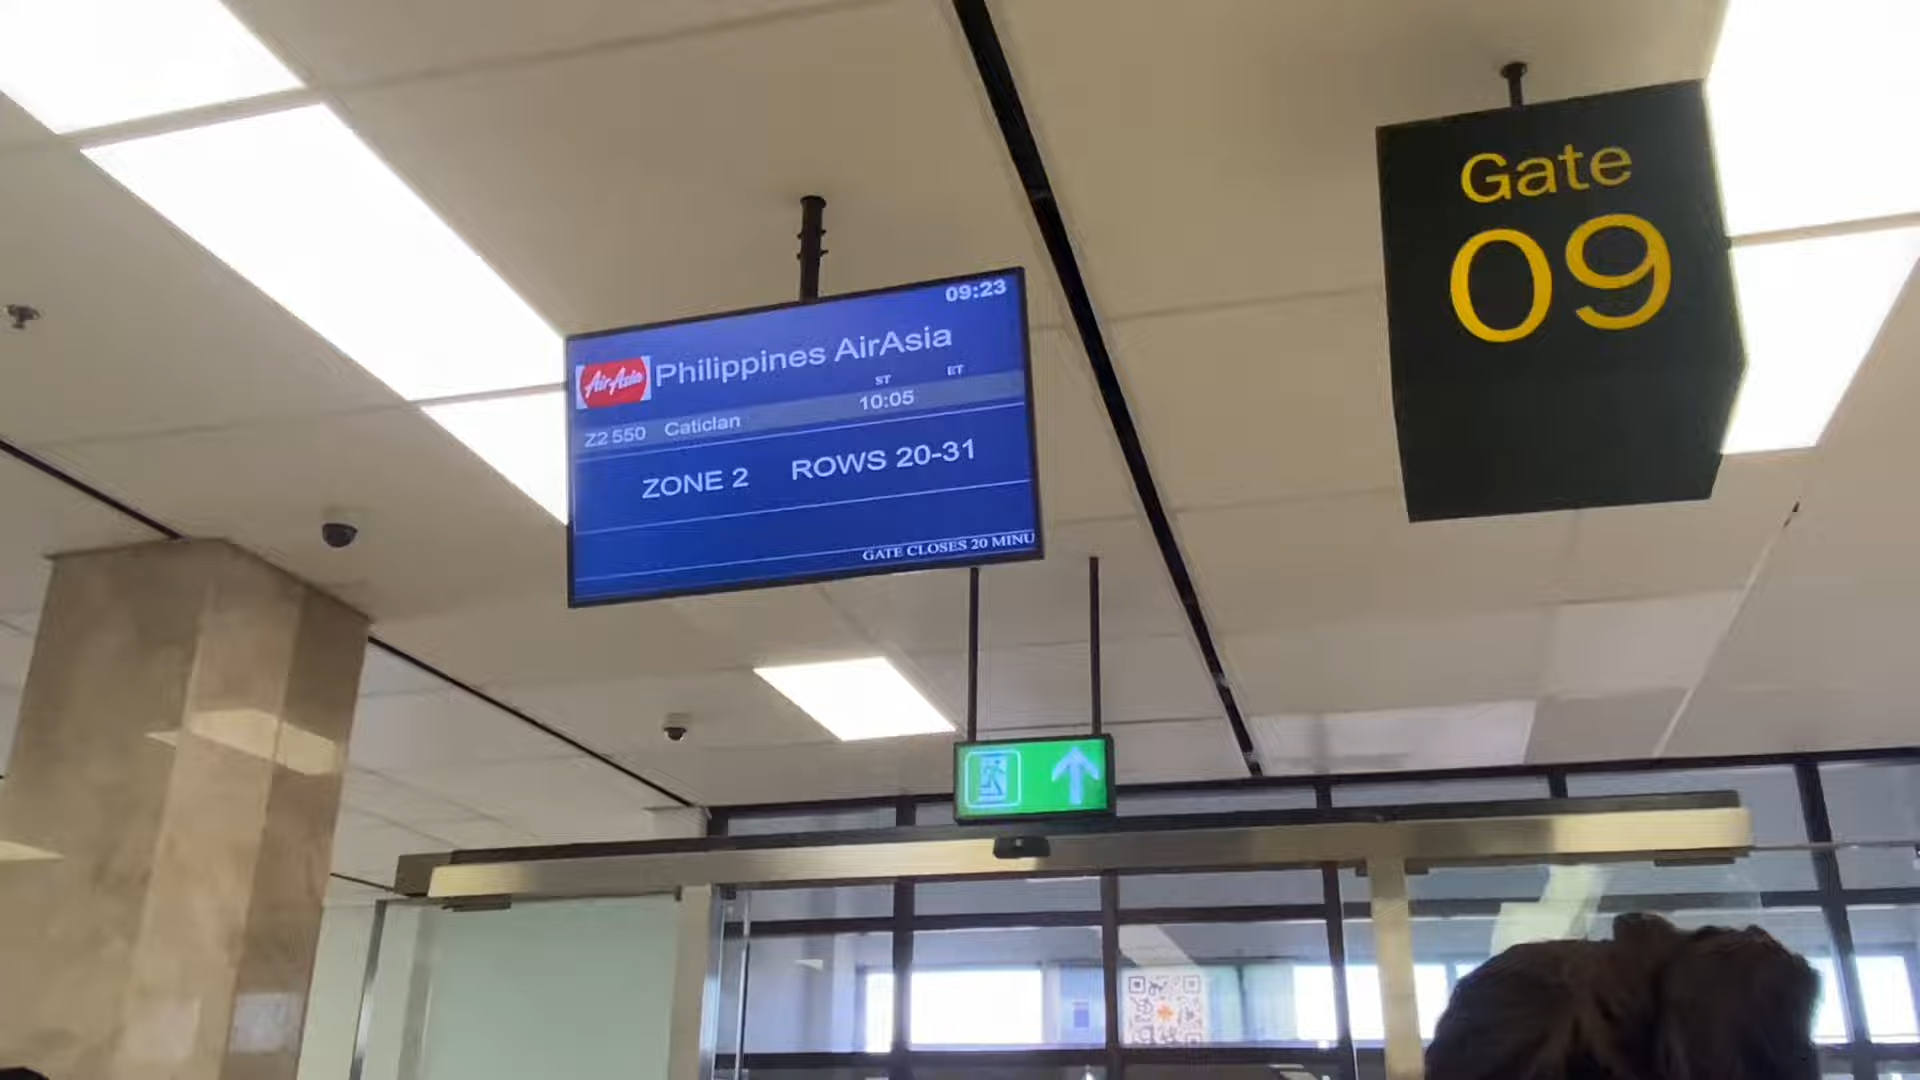 09:23
AirAsia Philippines AirAsia
ST ET
Z2 550 Caticlan 10:05
ZONE 2 ROWS 20-31
GATE CLOSES 20 MINU
Gate
09